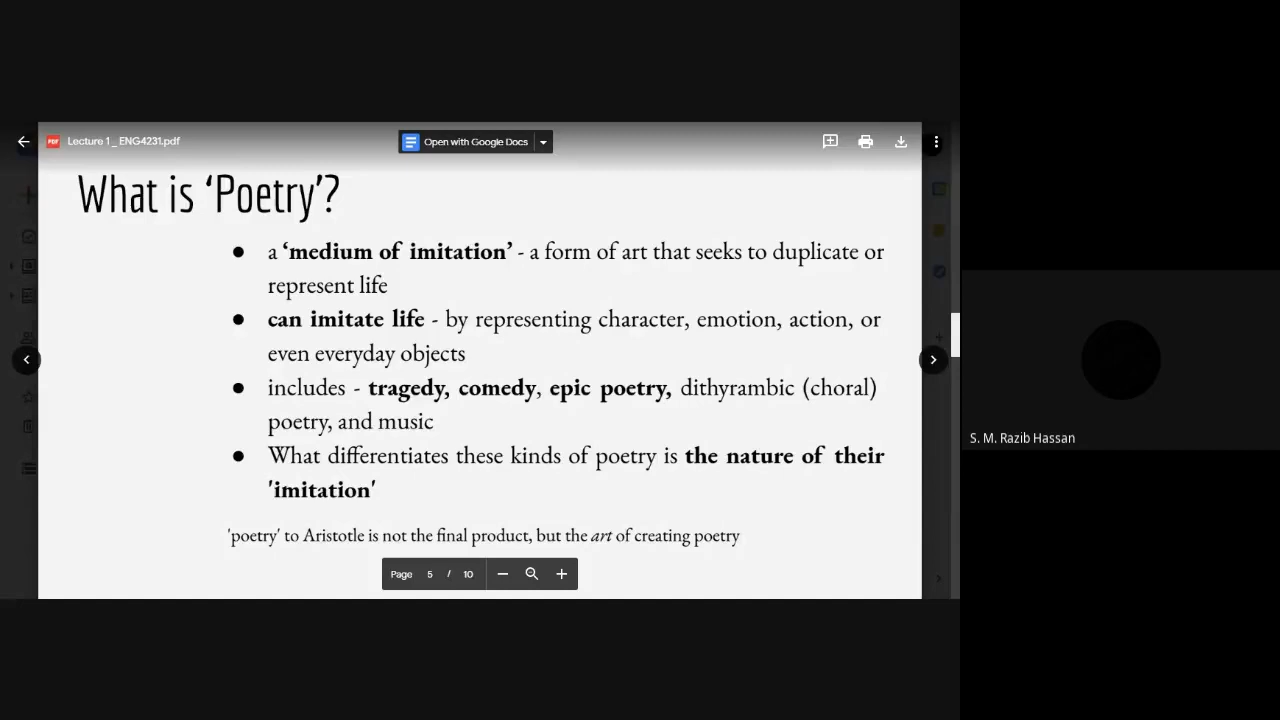 Lecture 1 _ ENG4231.pdf
Open with Google Docs
What is ‘Poetry’?
● a ‘medium of imitation’ - a form of art that seeks to duplicate or
represent life
● can imitate life - by representing character, emotion, action, or
even everyday objects
● includes - tragedy, comedy, epic poetry, dithyrambic (choral)
poetry, and music
● What differentiates these kinds of poetry is the nature of their
'imitation'
'poetry' to Aristotle is not the final product, but the art of creating poetry
Page 5 / 10
S. M. Razib Hassan